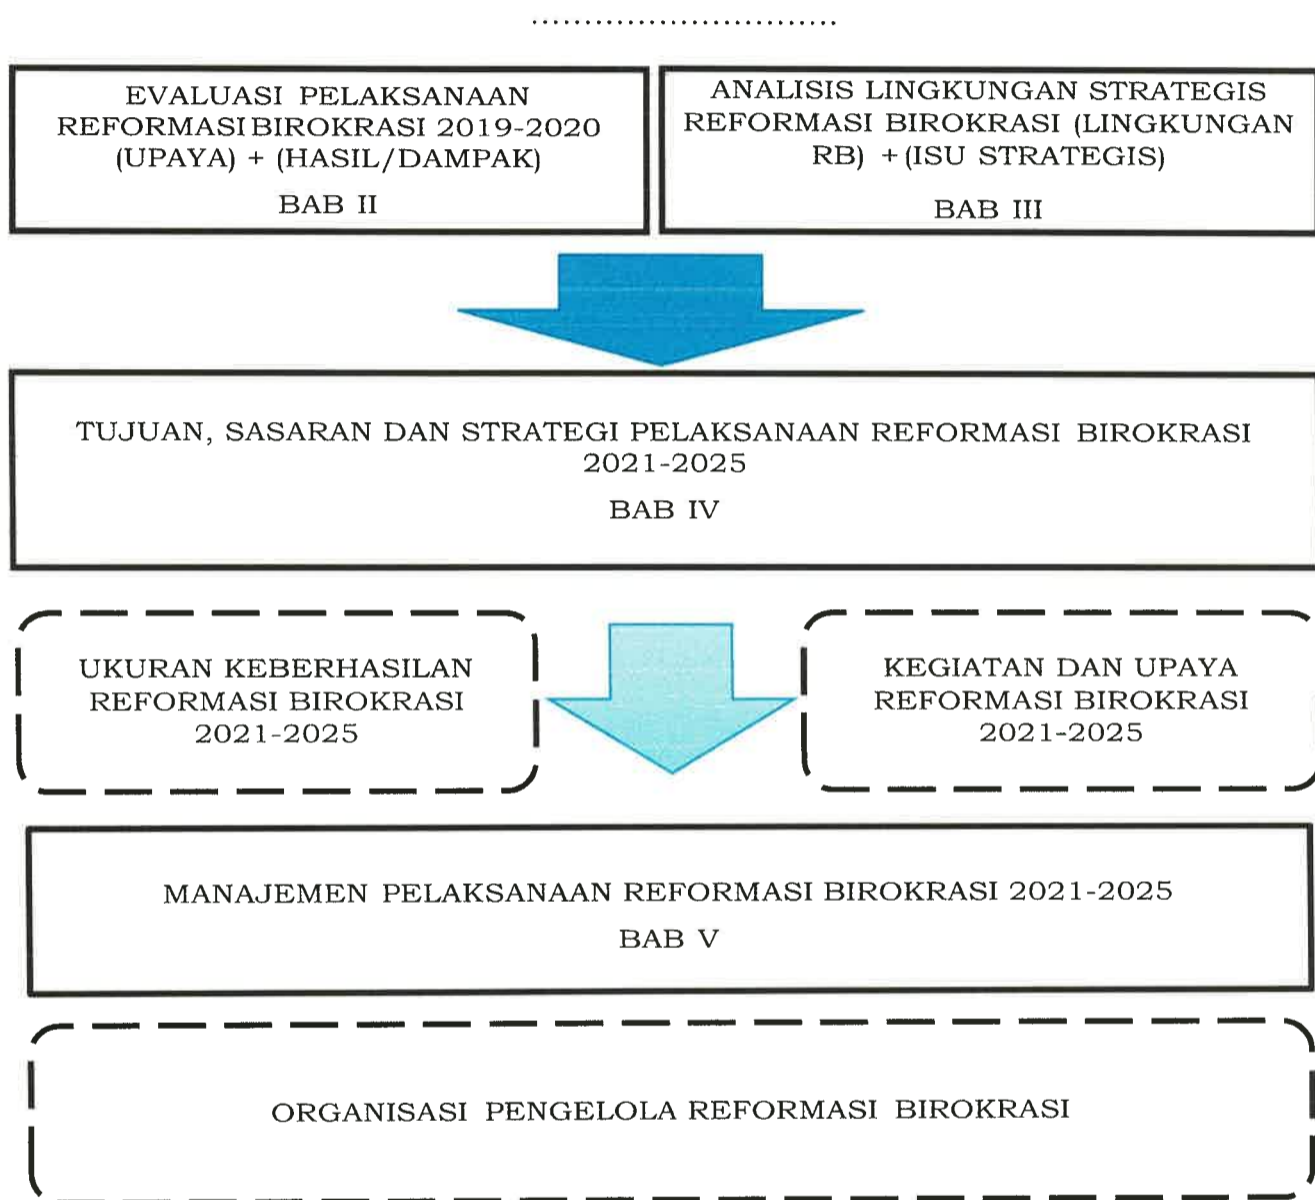 ............................
EVALUASI PELAKSANAAN
REFORMASI BIROKRASI 2019-2020
(UPAYA) + (HASIL/DAMPAK)
BAB II
ANALISIS LINGKUNGAN STRATEGIS
REFORMASI BIROKRASI (LINGKUNGAN
RB) + (ISU STRATEGIS)
BAB III
TUJUAN, SASARAN DAN STRATEGI PELAKSANAAN REFORMASI BIROKRASI
2021-2025
BAB IV
UKURAN KEBERHASILAN
REFORMASI BIROKRASI
2021-2025
KEGIATAN DAN UPAYA
REFORMASI BIROKRASI
2021-2025
MANAJEMEN PELAKSANAAN REFORMASI BIROKRASI 2021-2025
BAB V
ORGANISASI PENGELOLA REFORMASI BIROKRASI